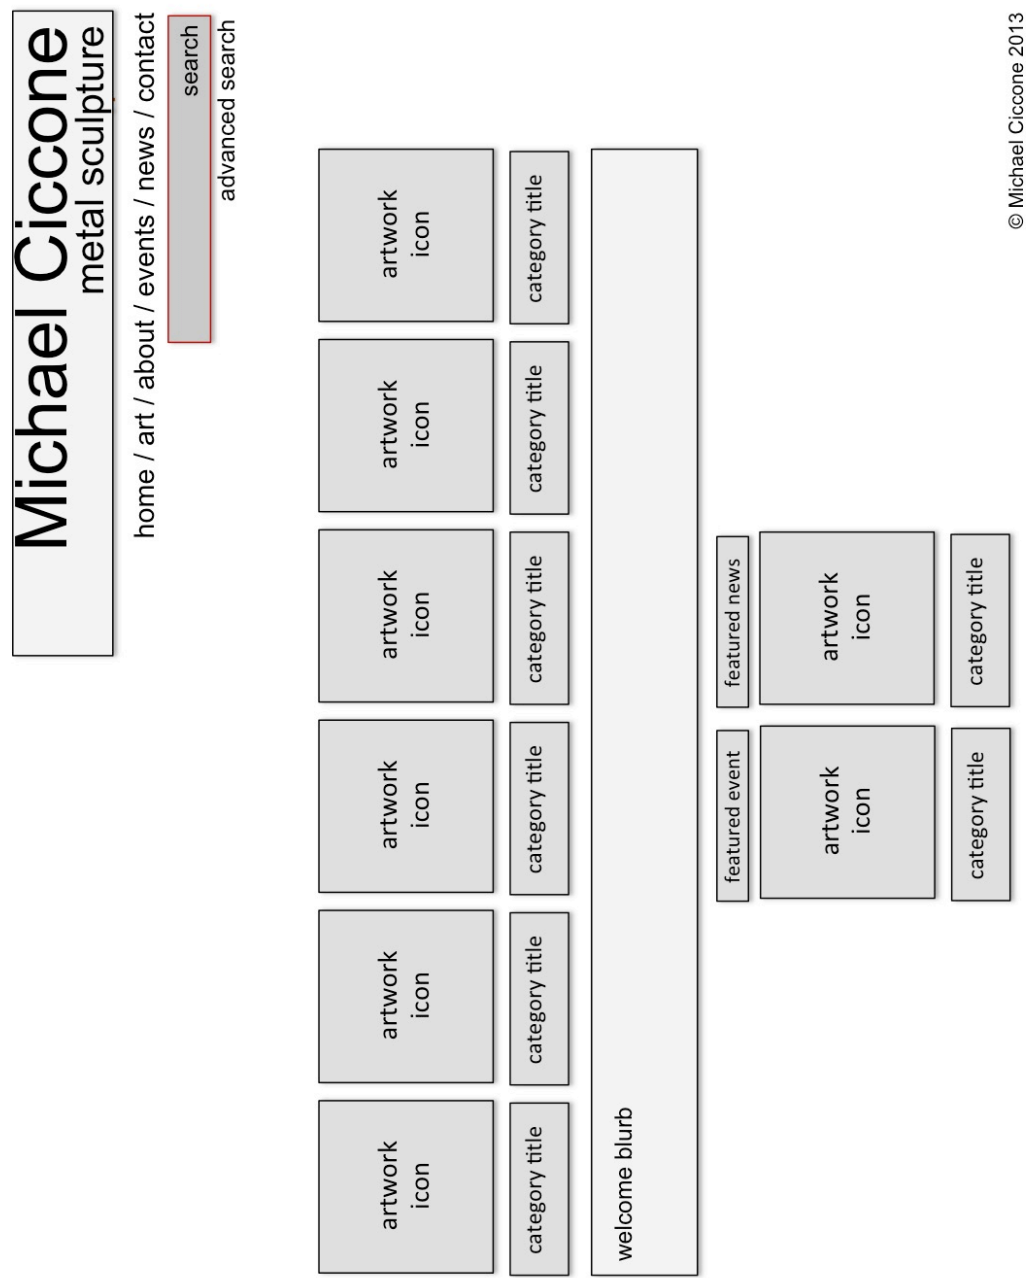 Michael Ciccone
metal sculpture
home / art / about / events / news / contact
search
advanced search
artwork
icon
artwork
icon
artwork
icon
artwork
icon
artwork
icon
artwork
icon
category title
category title
category title
category title
category title
category title
welcome blurb
featured event
featured news
artwork
icon
artwork
icon
category title
category title
© Michael Ciccone 2013